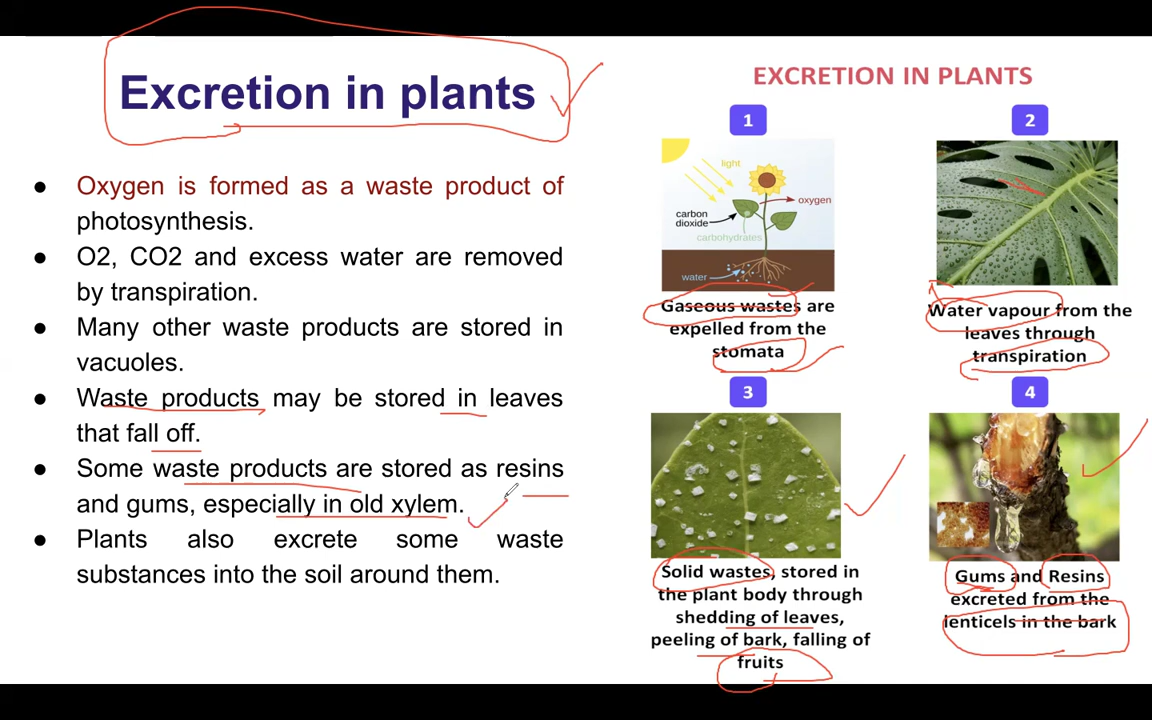 Excretion in plants
● Oxygen is formed as a waste product of
photosynthesis.
● O2, CO2 and excess water are removed
by transpiration.
● Many other waste products are stored in
vacuoles.
● Waste products may be stored in leaves
that fall off.
● Some waste products are stored as resins
and gums, especially in old xylem.
● Plants also excrete some waste
substances into the soil around them.
EXCRETION IN PLANTS
1
light
oxygen
carbon
dioxide
carbohydrates
water
Gaseous wastes are
expelled from the
stomata
2
Water vapour from the
leaves through
transpiration
3
Solid wastes, stored in
the plant body through
shedding of leaves,
peeling of bark, falling of
fruits
4
Gums and Resins
excreted from the
lenticels in the bark